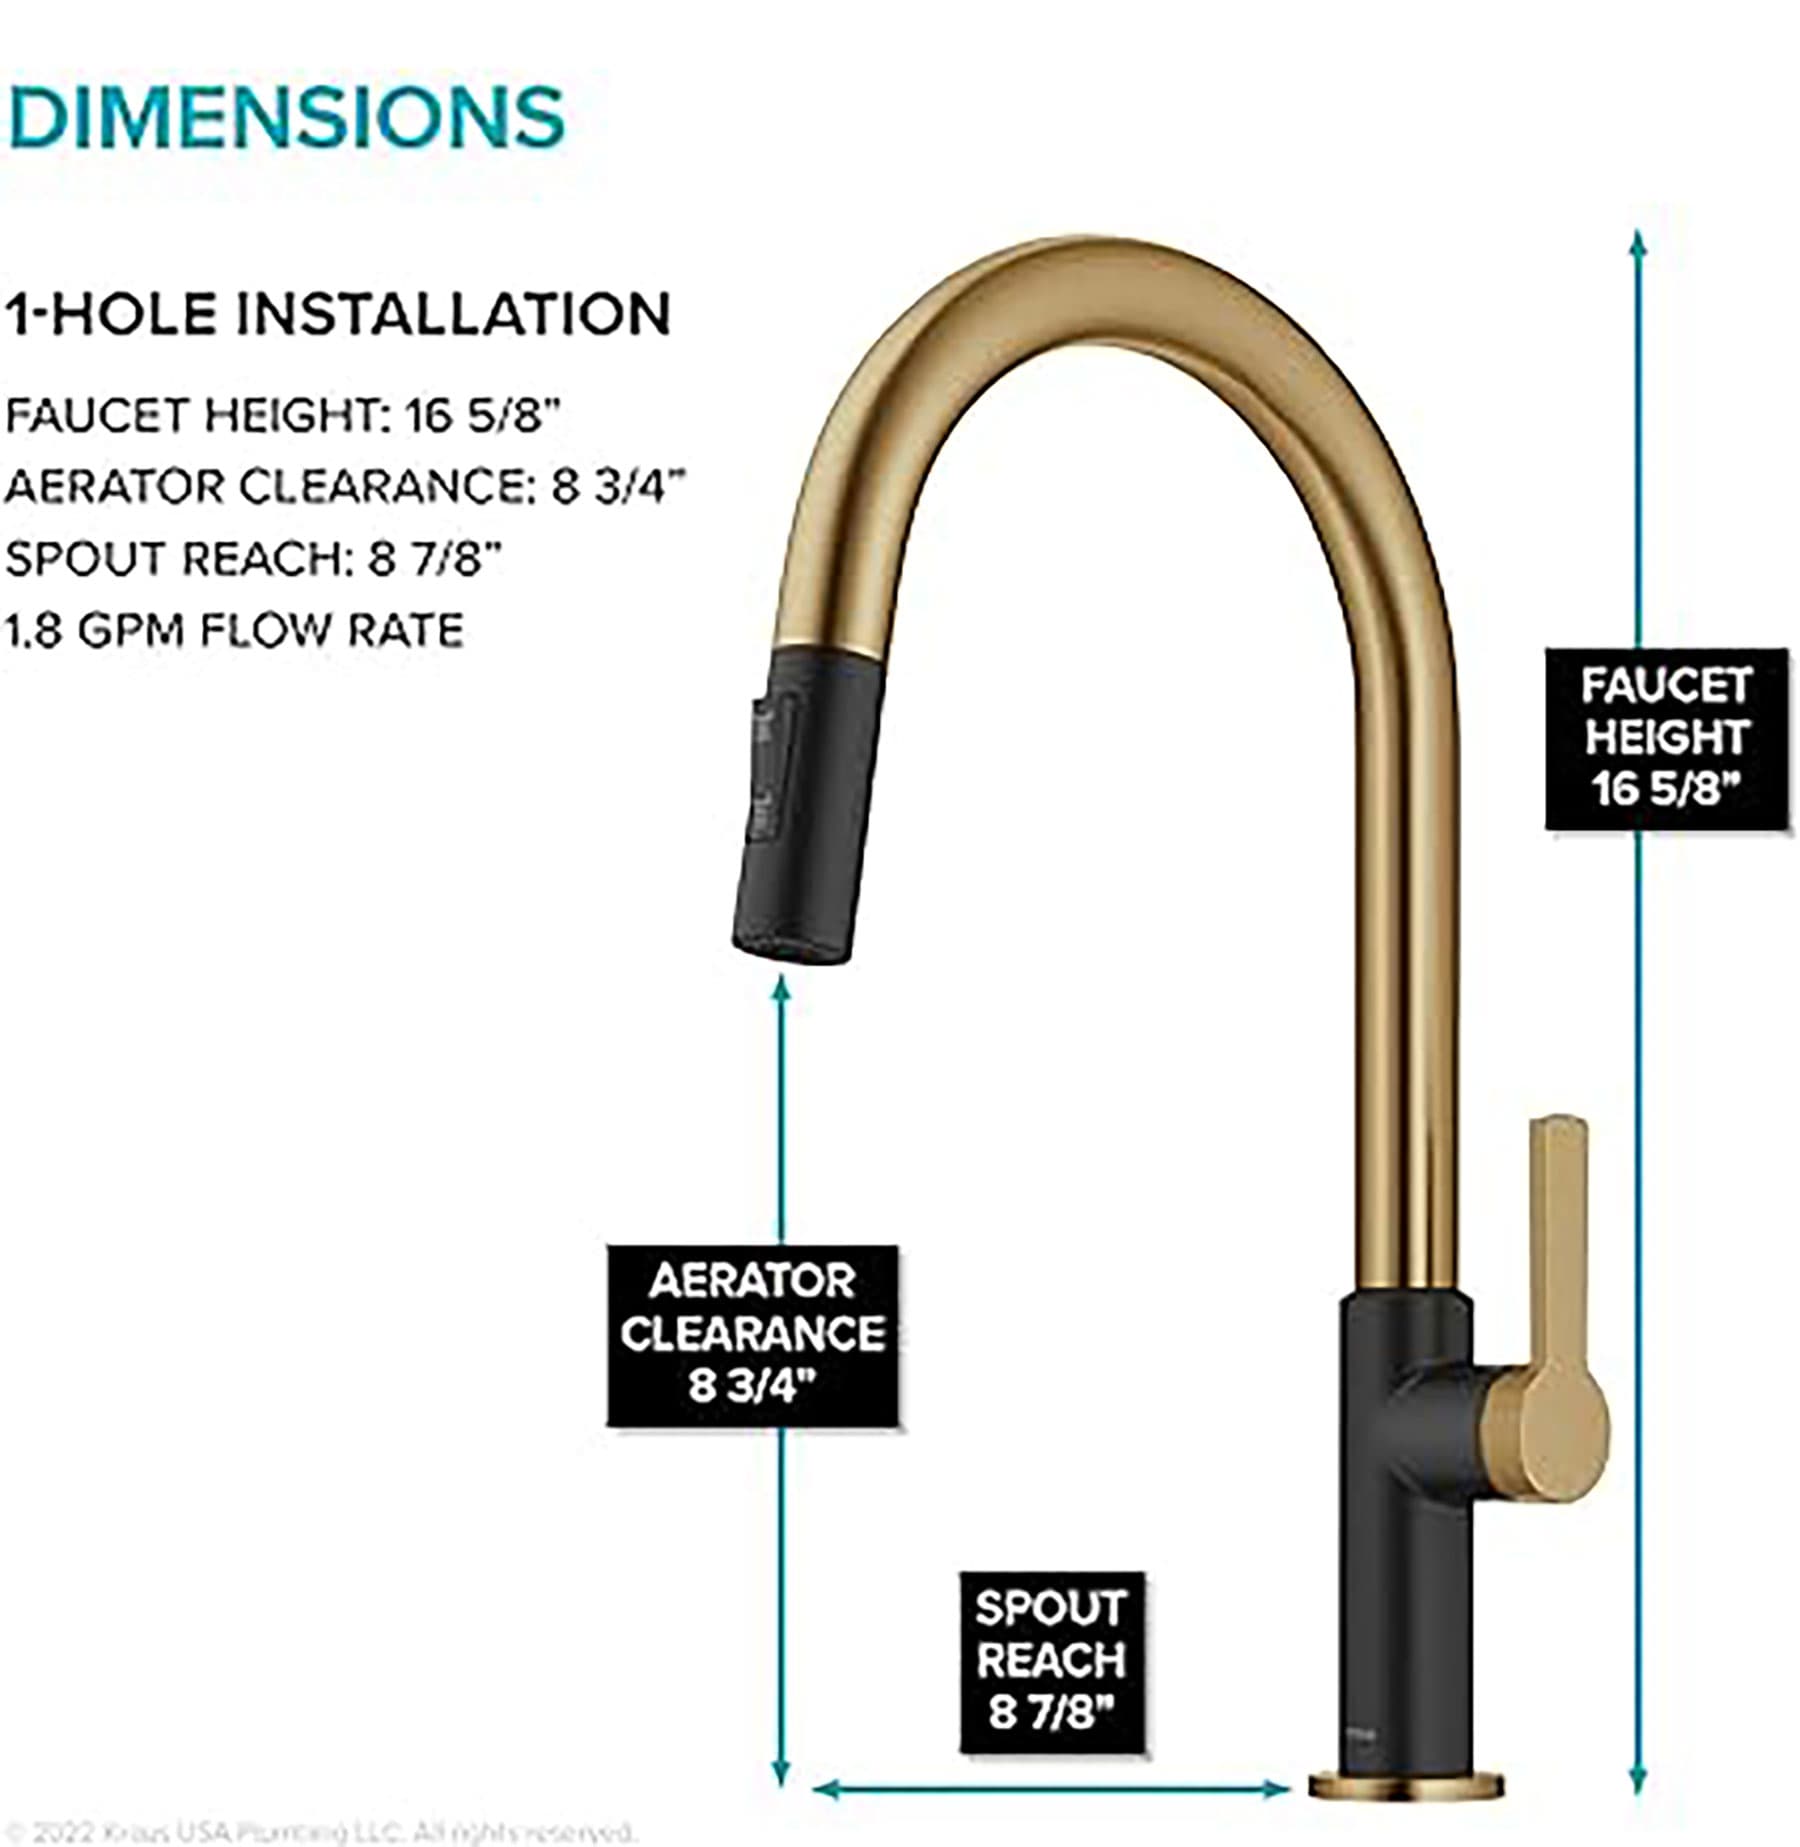 DIMENSIONS
1-HOLE INSTALLATION
FAUCET HEIGHT: 16 5/8"
AERATOR CLEARANCE: 8 3/4"
SPOUT REACH: 8 7/8"
1.8 GPM FLOW RATE
FAUCET
HEIGHT
16 5/8"
AERATOR
CLEARANCE
8 3/4"
SPOUT
REACH
8 7/8"
© 2022 Kraus USA Plumbing LLC. All rights reserved.